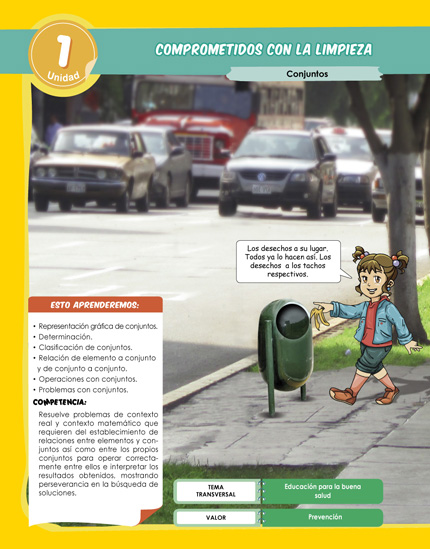 1
Unidad
COMPROMETIDOS CON LA LIMPIEZA
Conjuntos
Los desechos a su lugar.
Todos ya lo hacen así. Los
desechos a los tachos
respectivos.
ESTO APRENDEREMOS:
• Representación gráfica de conjuntos.
• Determinación.
• Clasificación de conjuntos.
• Relación de elemento a conjunto
y de conjunto a conjunto.
• Operaciones con conjuntos.
• Problemas con conjuntos.
COMPETENCIA:
Resuelve problemas de contexto
real y contexto matemático que
requieren del establecimiento de
relaciones entre elementos y con-
juntos así como entre los propios
conjuntos para operar correcta-
mente entre ellos e interpretar los
resultados obtenidos, mostrando
perseverancia en la búsqueda de
soluciones.
TEMA
TRANSVERSAL
Educación para la buena
salud
VALOR
Prevención